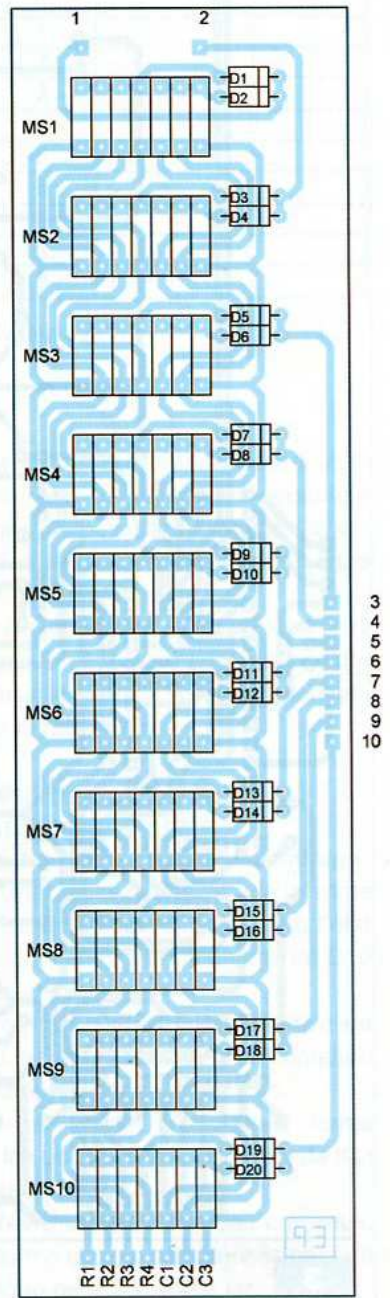 1 2
D1
D2
MS1
D3
D4
MS2
D5
D6
MS3
D7
D8
MS4
D9
D10
MS5
3
4
5
6
7
8
9
10
D11
D12
MS6
D13
D14
MS7
D15
D16
MS8
D17
D18
MS9
D19
D20
MS10
EP
R1 R2 R3 R4 C1 C2 C3